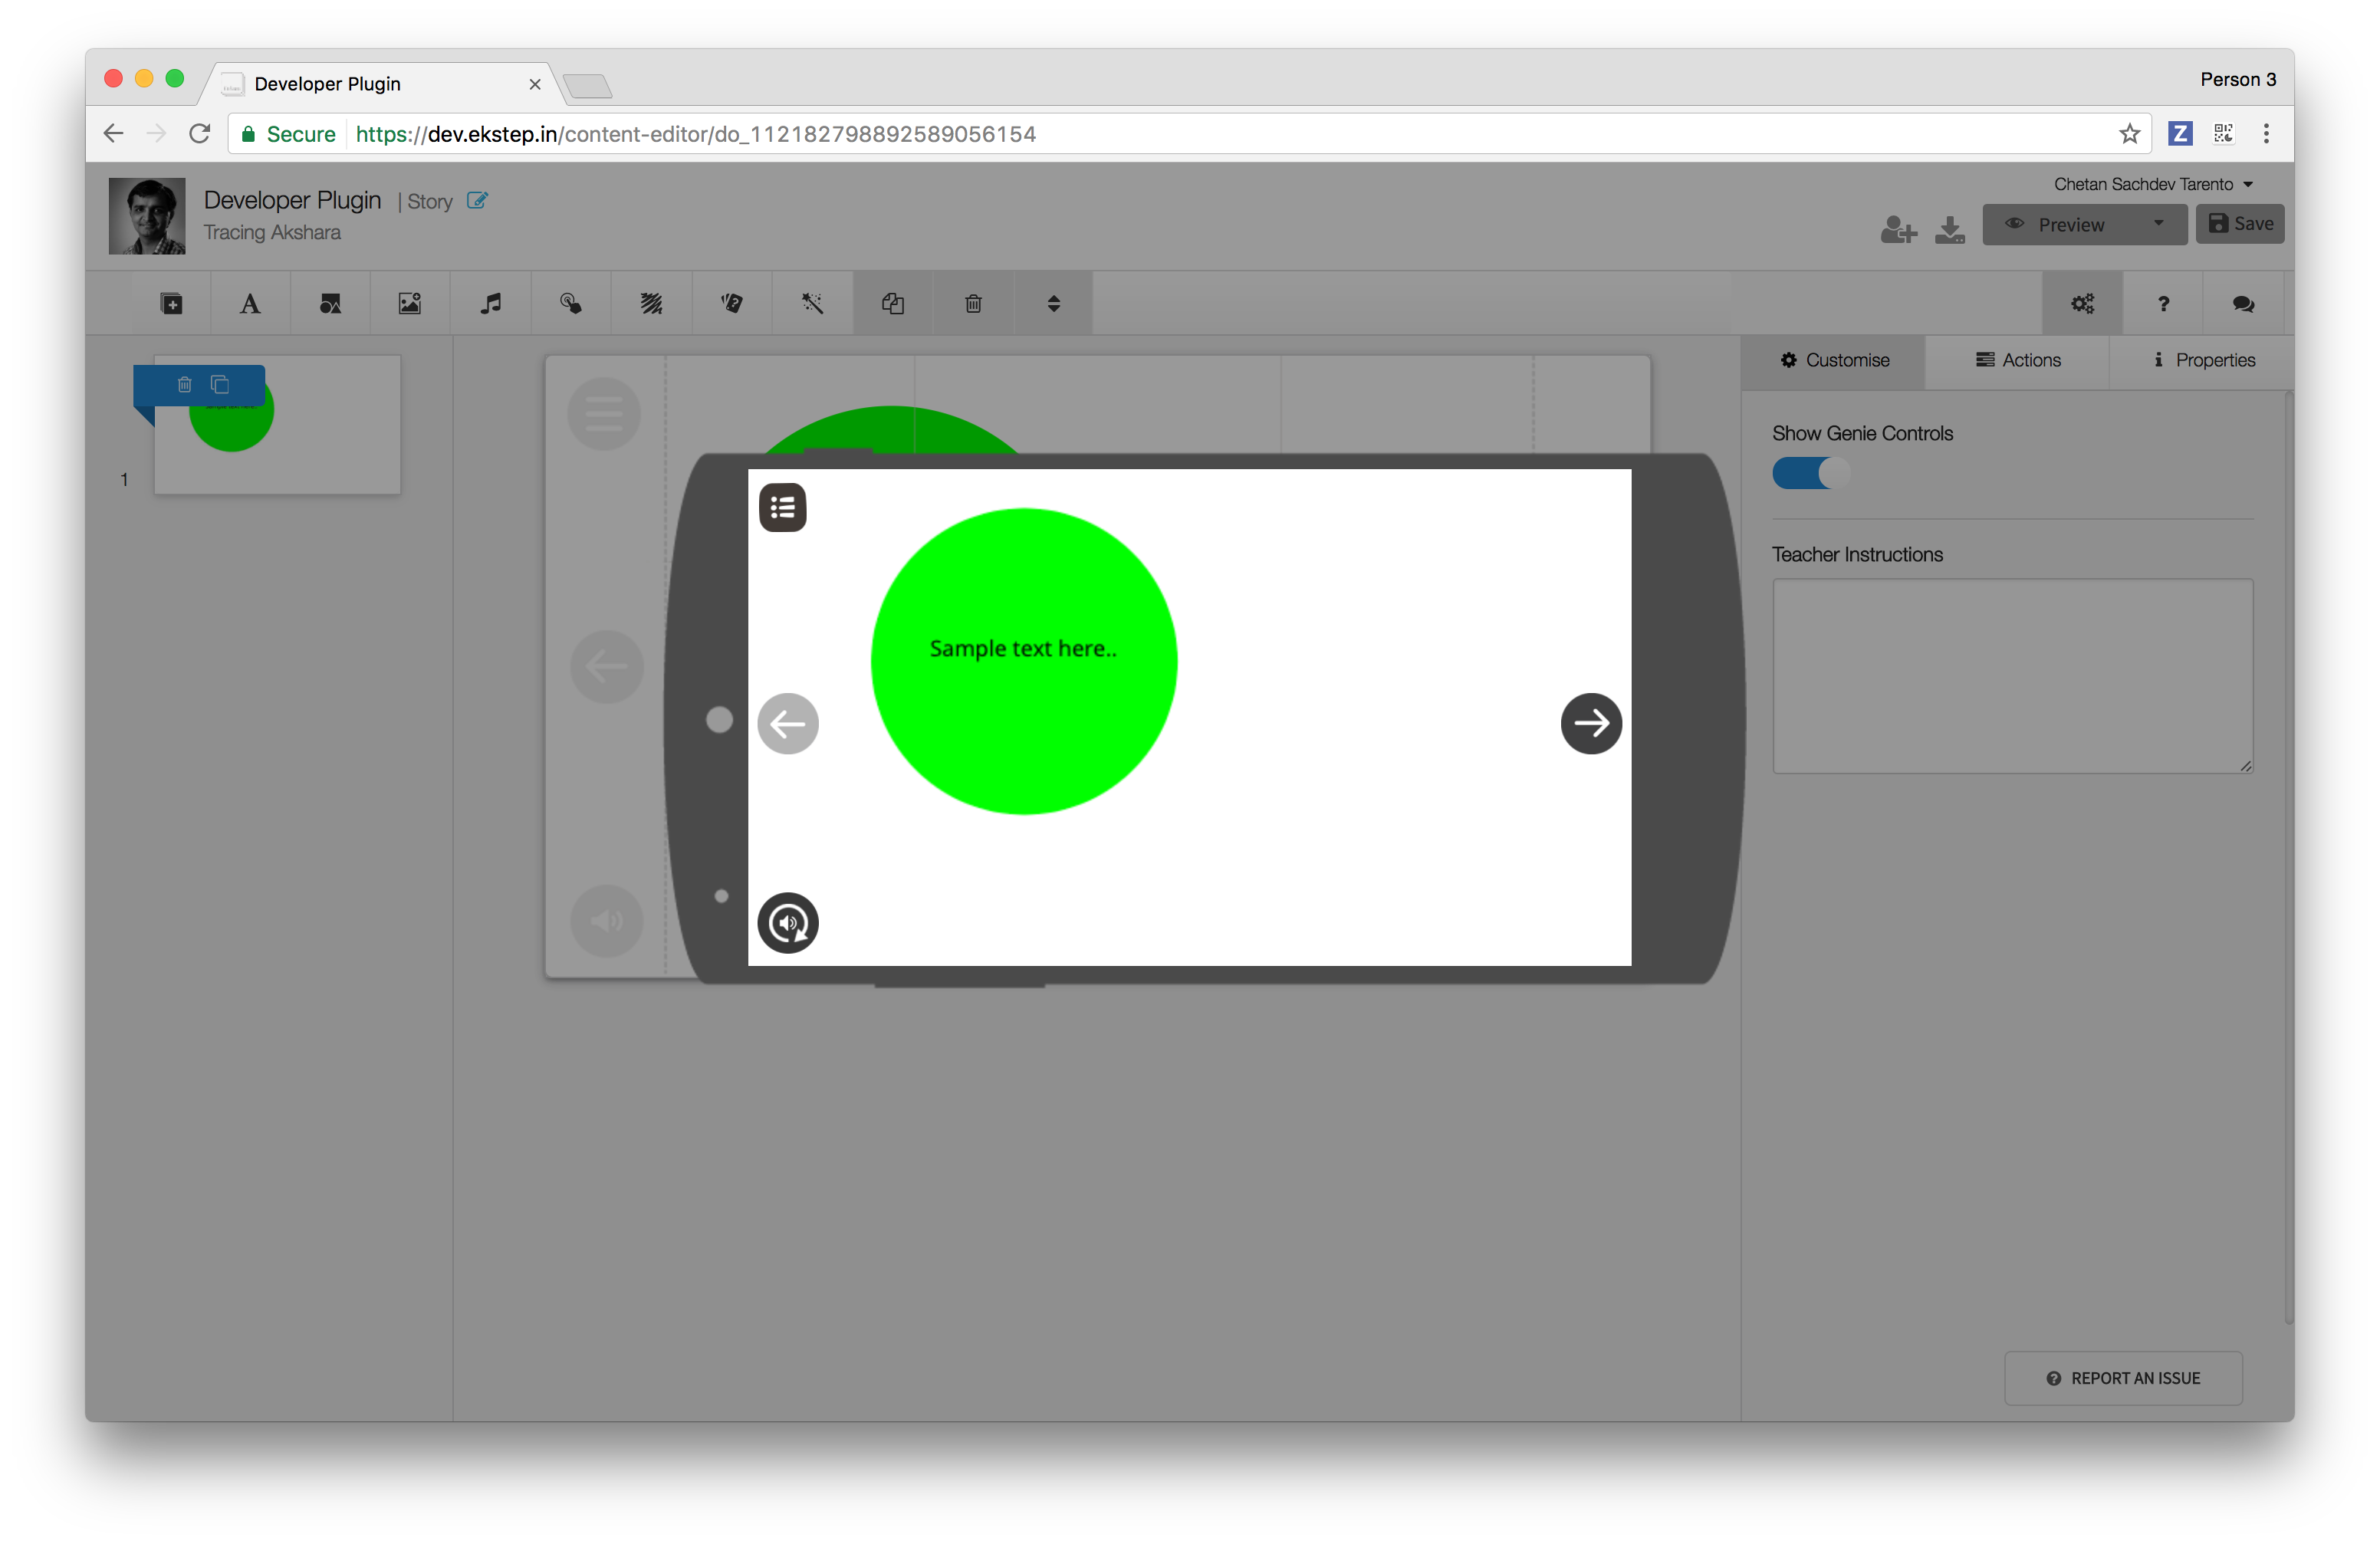 Developer Plugin
Person 3
Secure
https://dev.ekstep.in/content-editor/do_112182798892589056154
Z
Developer Plugin | Story
Tracing Akshara
Chetan Sachdev Tarento
Preview
Save
A
?
Customise
Actions
Properties
1
Show Genie Controls
Teacher Instructions
Sample text here..
REPORT AN ISSUE